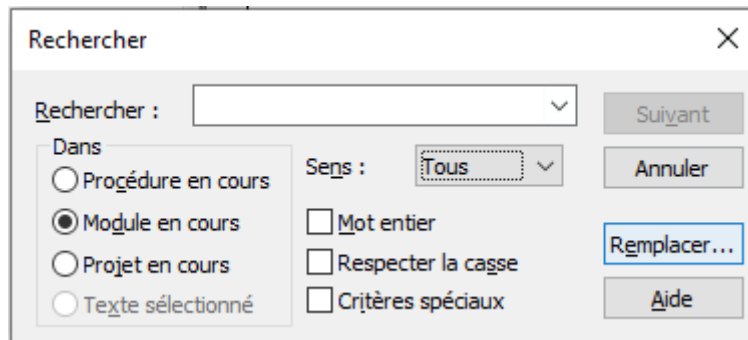 Rechercher
Rechercher :
Suivant
Dans
Procédure en cours
Module en cours
Projet en cours
Texte sélectionné
Sens :
Tous
Mot entier
Respecter la casse
Critères spéciaux
Annuler
Remplacer...
Aide